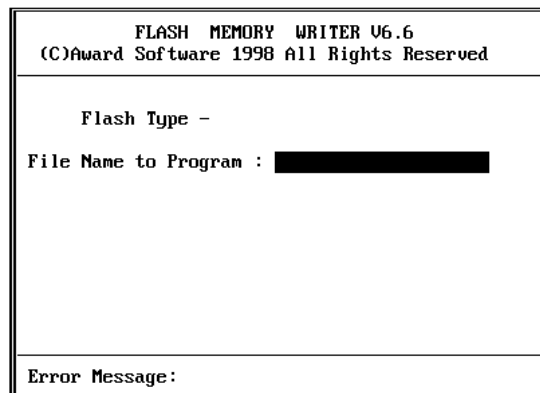 FLASH MEMORY WRITER V6.6
(C)Award Software 1998 All Rights Reserved
Flash Type -
File Name to Program :
Error Message: